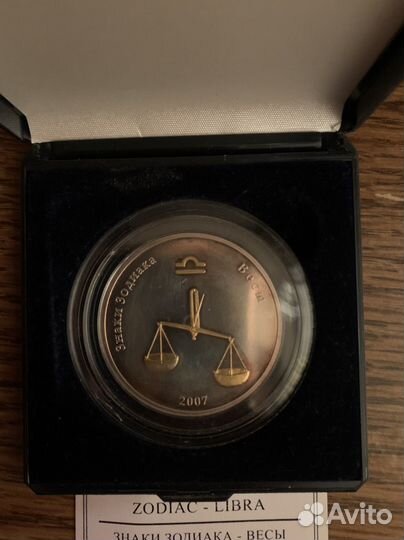 Знаки зодиака Весы
2007
ZODIAC - LIBRA
ЗНАКИ ЗОДИАКА - ВЕСЫ
Avito